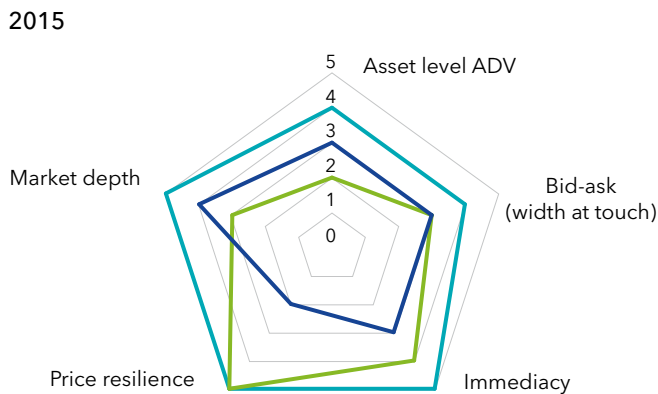 2015
5
Asset level ADV
4
3
2
1
0
Market depth
Bid-ask
(width at touch)
Price resilience
Immediacy